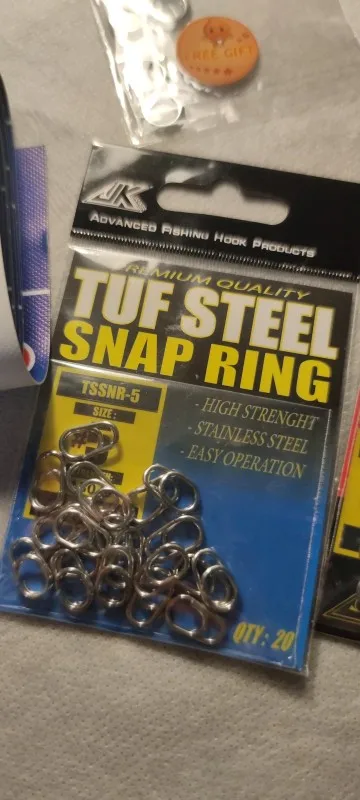 FREE GIFT
JK
ADVANCED FISHING HOOK PRODUCTS
PREMIUM QUALITY
TUF STEEL
SNAP RING
TSSNR-5
SIZE :
- HIGH STRENGHT
- STAINLESS STEEL
- EASY OPERATION
QTY : 20